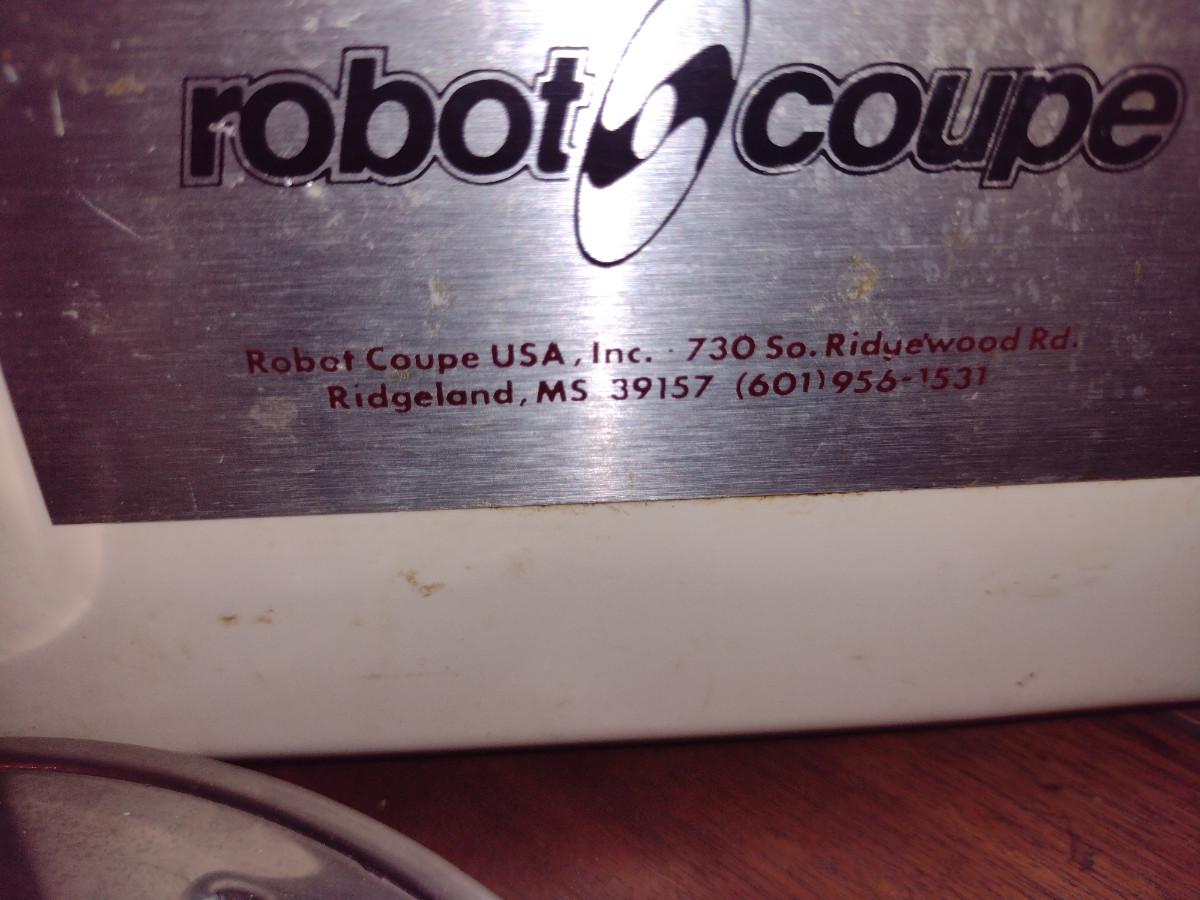 robot coupe
Robot Coupe USA, Inc. · 730 So. Ridgewood Rd.
Ridgeland, MS 39157 (601) 956-1531